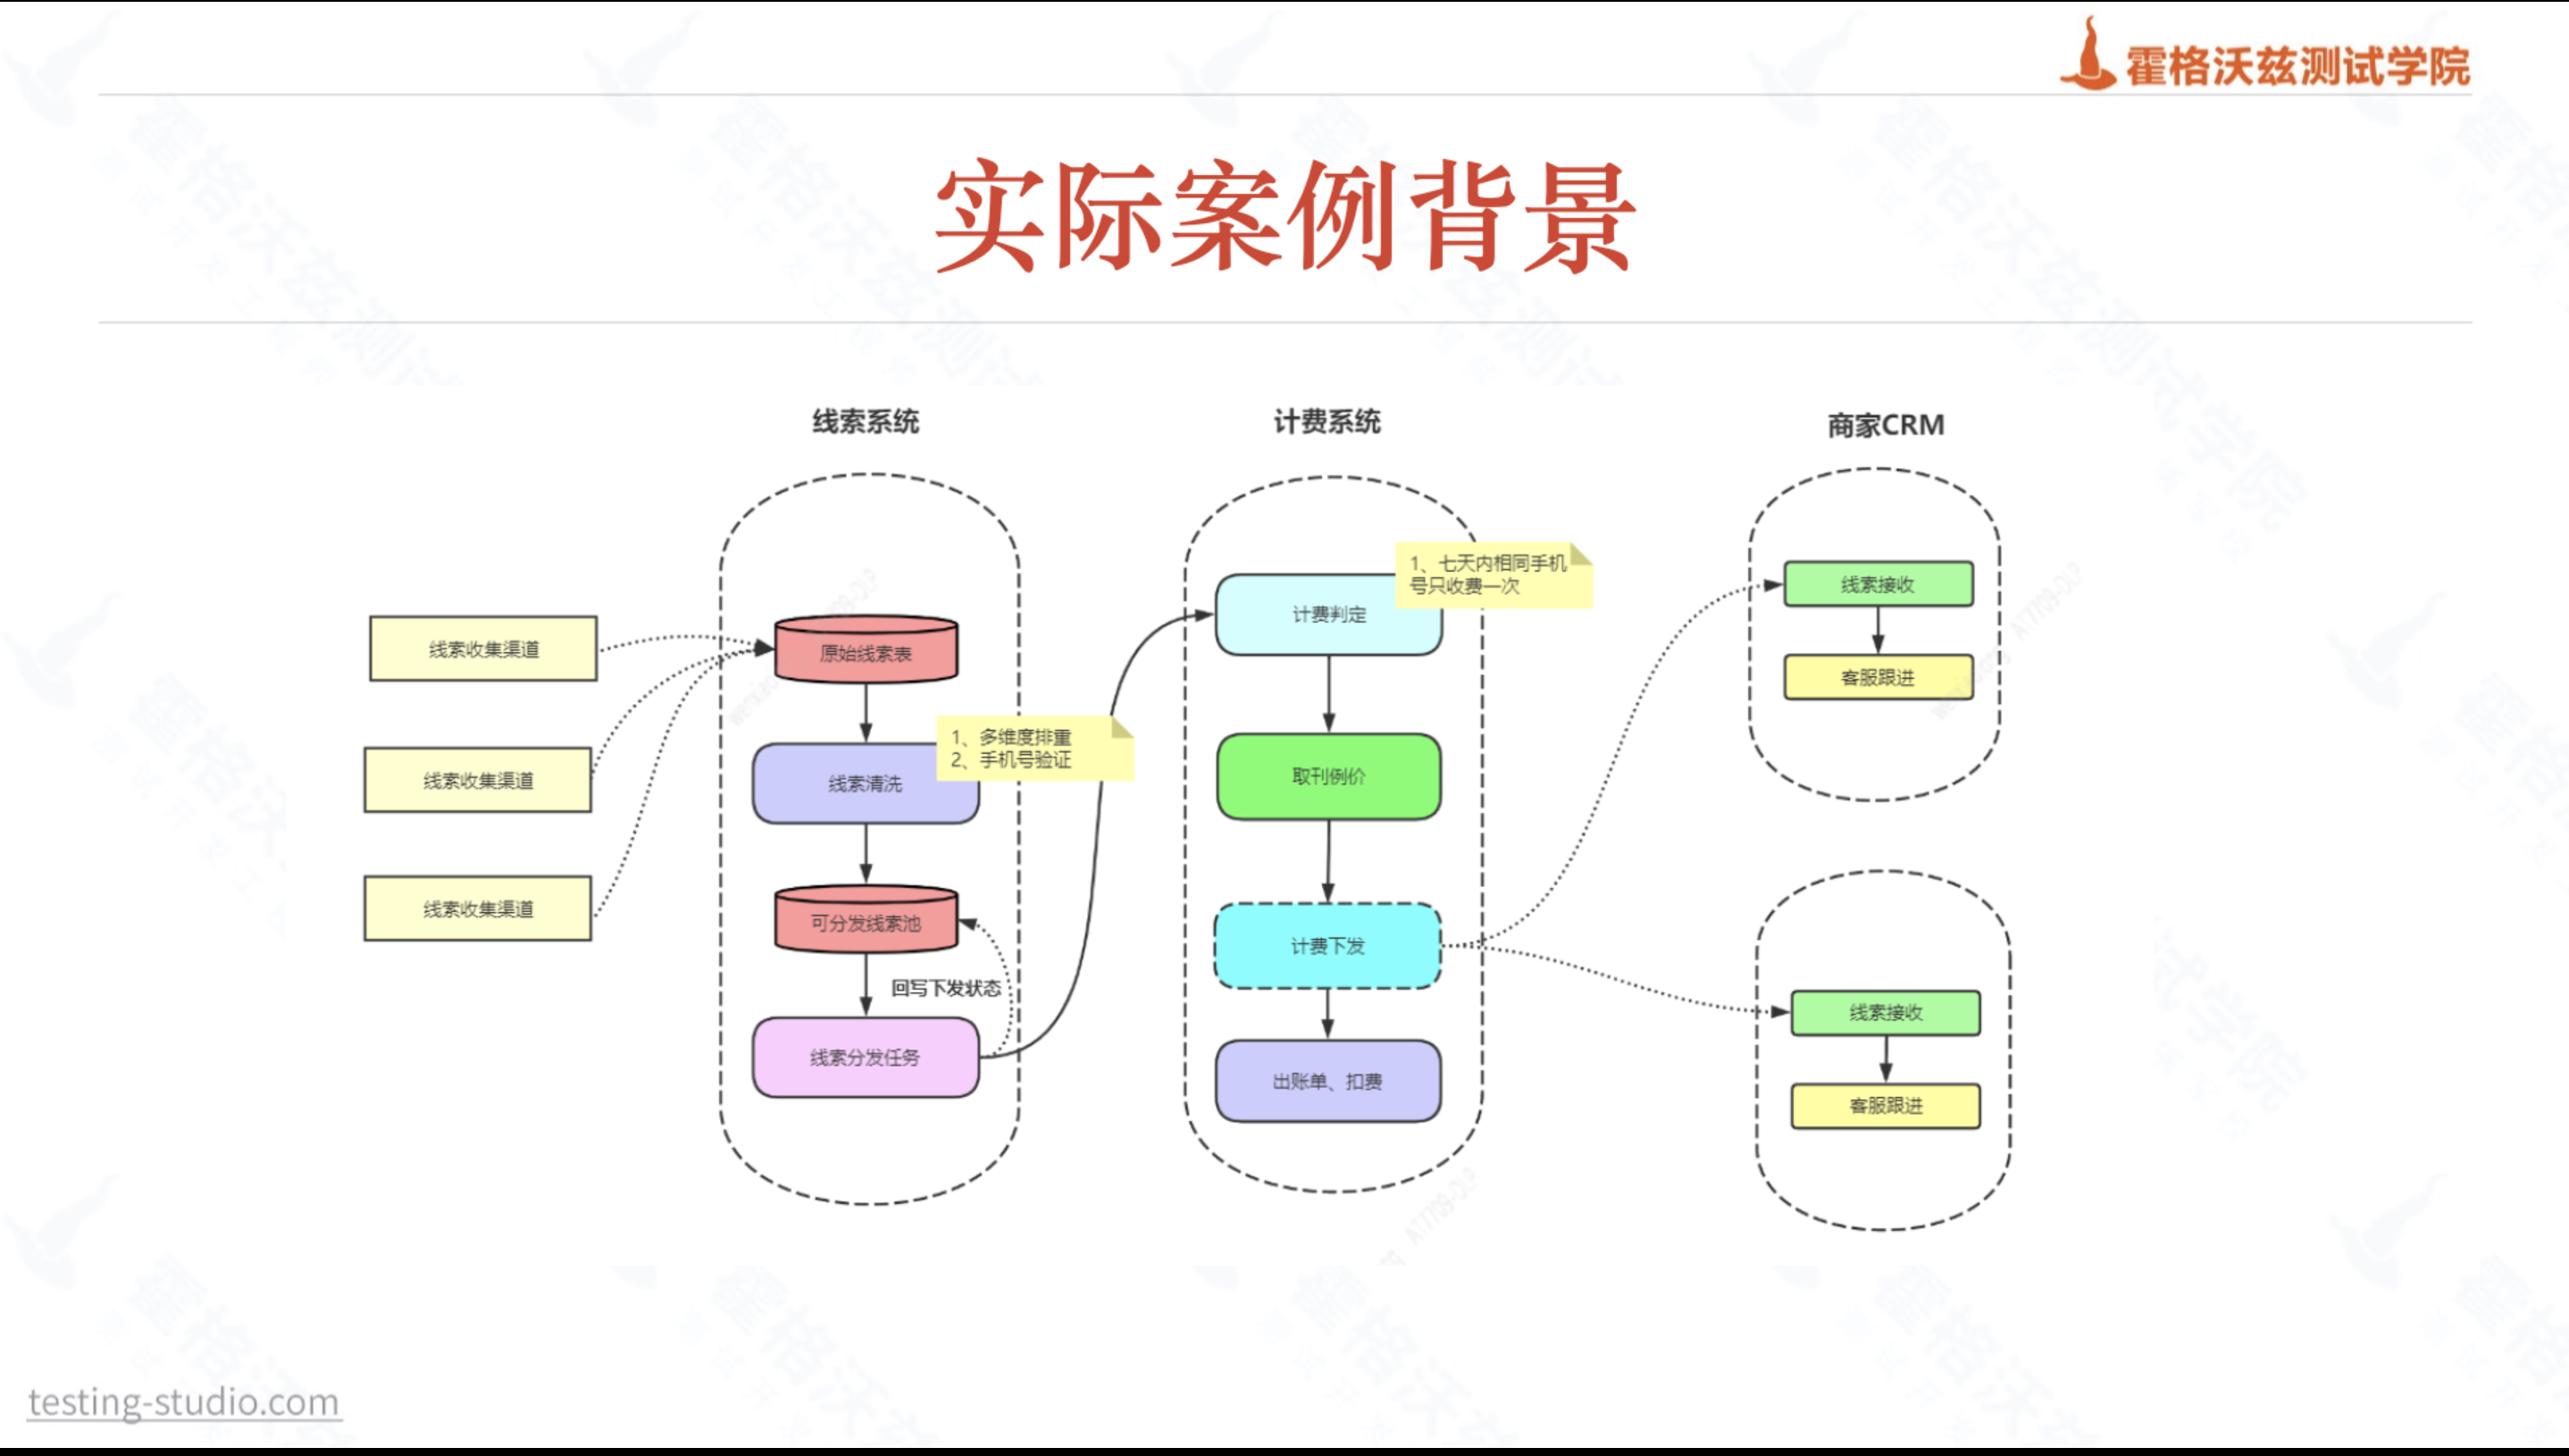 霍格沃兹测试学院
实际案例背景
线索系统
计费系统
商家CRM
线索收集渠道
线索收集渠道
线索收集渠道
原始线索表
线索清洗
1、多维度排重
2、手机号验证
可分发线索池
回写下发状态
线索分发任务
计费判定
1、七天内相同手机
号只收费一次
取刊例价
计费下发
出账单、扣费
线索接收
客服跟进
线索接收
客服跟进
testing-studio.com